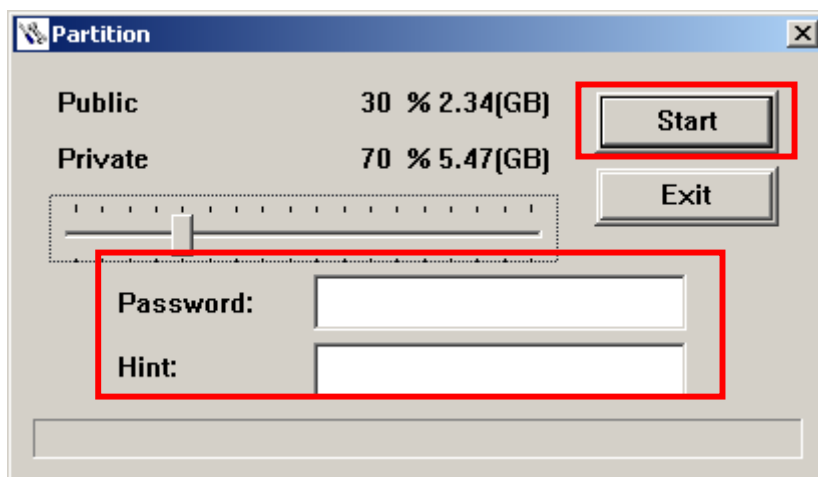 Partition
Public 30 % 2.34(GB)
Start
Private 70 % 5.47(GB)
Exit
Password:
Hint: